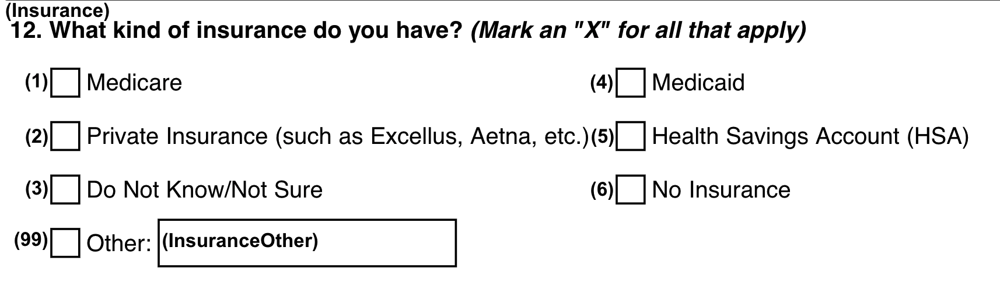 (Insurance)
12. What kind of insurance do you have? (Mark an "X" for all that apply)
(1) Medicare
(4) Medicaid
(2) Private Insurance (such as Excellus, Aetna, etc.)
(5) Health Savings Account (HSA)
(3) Do Not Know/Not Sure
(6) No Insurance
(99) Other: (InsuranceOther)